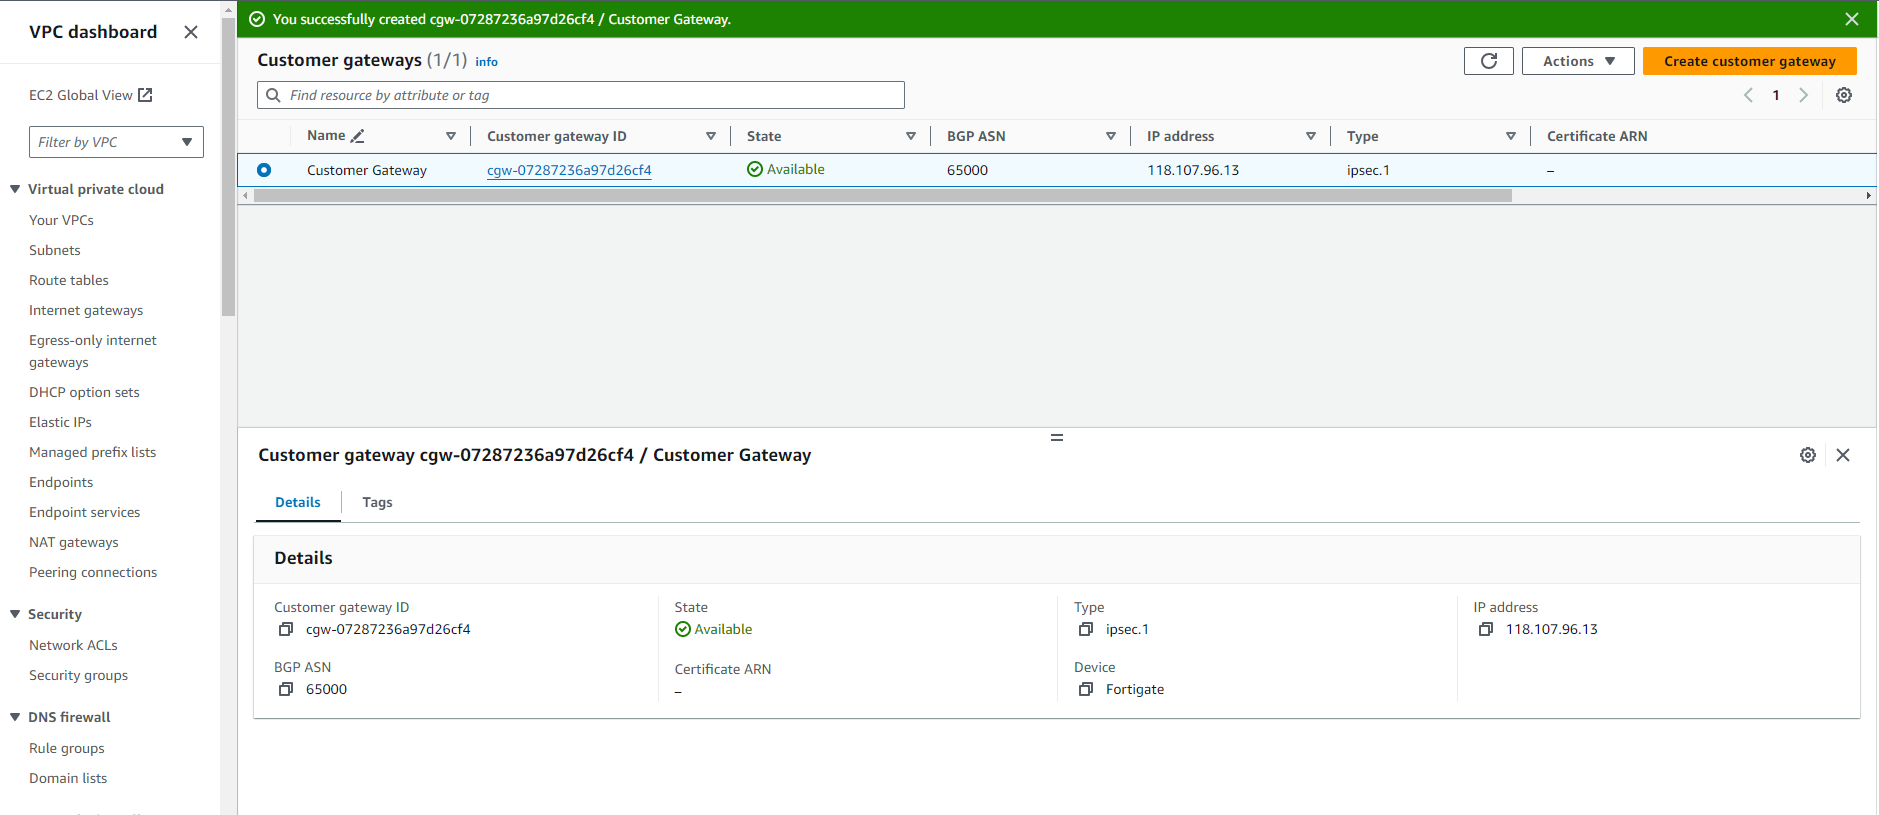 VPC dashboard
EC2 Global View
Filter by VPC
Virtual private cloud
Your VPCs
Subnets
Route tables
Internet gateways
Egress-only internet
gateways
DHCP option sets
Elastic IPs
Managed prefix lists
Endpoints
Endpoint services
NAT gateways
Peering connections
Security
Network ACLs
Security groups
DNS firewall
Rule groups
Domain lists
You successfully created cgw-07287236a97d26cf4 / Customer Gateway.
Customer gateways (1/1) info
Actions
Create customer gateway
Find resource by attribute or tag
1
Name Customer gateway ID State BGP ASN IP address Type Certificate ARN
Customer Gateway cgw-07287236a97d26cf4 Available 65000 118.107.96.13 ipsec.1 –
Customer gateway cgw-07287236a97d26cf4 / Customer Gateway
Details Tags
Details
Customer gateway ID State Type IP address
cgw-07287236a97d26cf4 Available ipsec.1 118.107.96.13
BGP ASN Certificate ARN Device
65000 – Fortigate